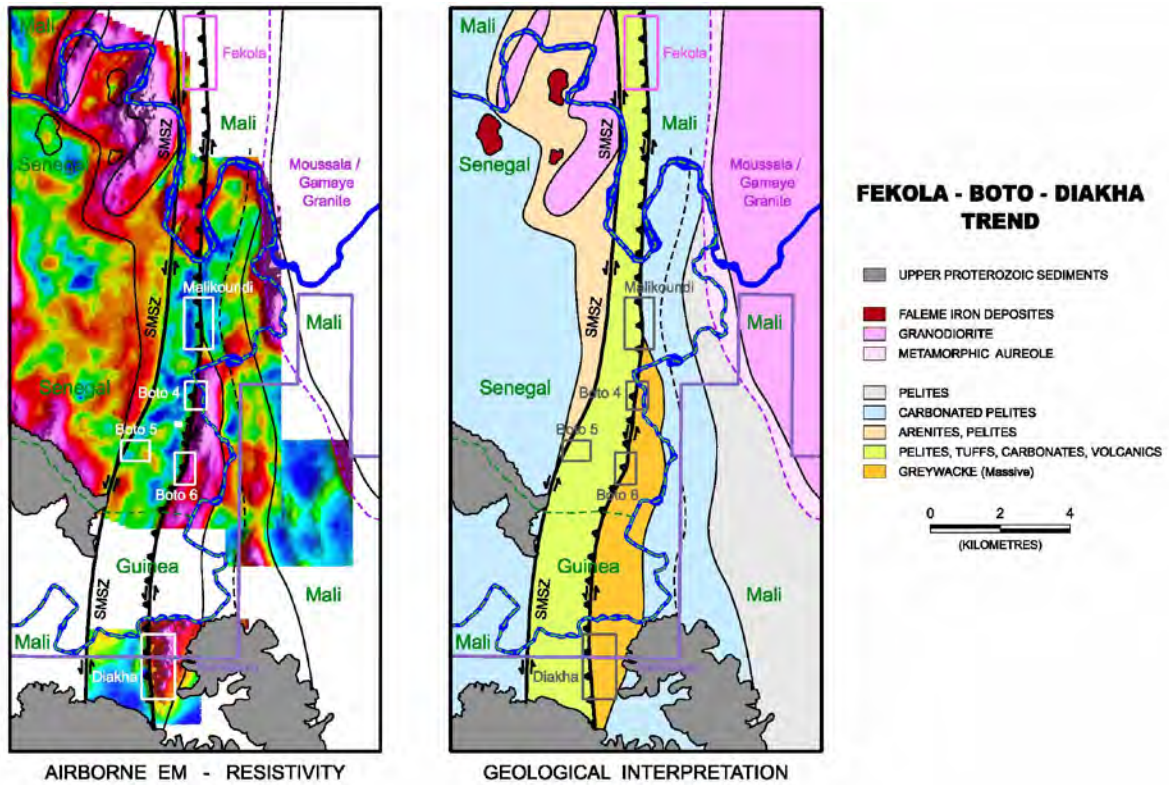 Mali
Fekola
SMSZ
Mali
Senegal
Moussala /
Gamaye
Granite
Malikoundi
SMSZ
Mali
Senegal
Boto 4
Boto 5
Boto 6
Guinea
SMSZ
Mali
Mali
Diakha
AIRBORNE EM - RESISTIVITY
Mali
Fekola
SMSZ
Mali
Senegal
Moussala /
Gamaye
Granite
Malikoundi
Mali
Senegal
Boto 4
Boto 5
Boto 6
Guinea
SMSZ
Mali
Mali
Diakha
GEOLOGICAL INTERPRETATION
FEKOLA - BOTO - DIAKHA
TREND
UPPER PROTEROZOIC SEDIMENTS
FALEME IRON DEPOSITES
GRANODIORITE
METAMORPHIC AUREOLE
PELITES
CARBONATED PELITES
ARENITES, PELITES
PELITES, TUFFS, CARBONATES, VOLCANICS
GREYWACKE (Massive)
0 2 4
(KILOMETRES)